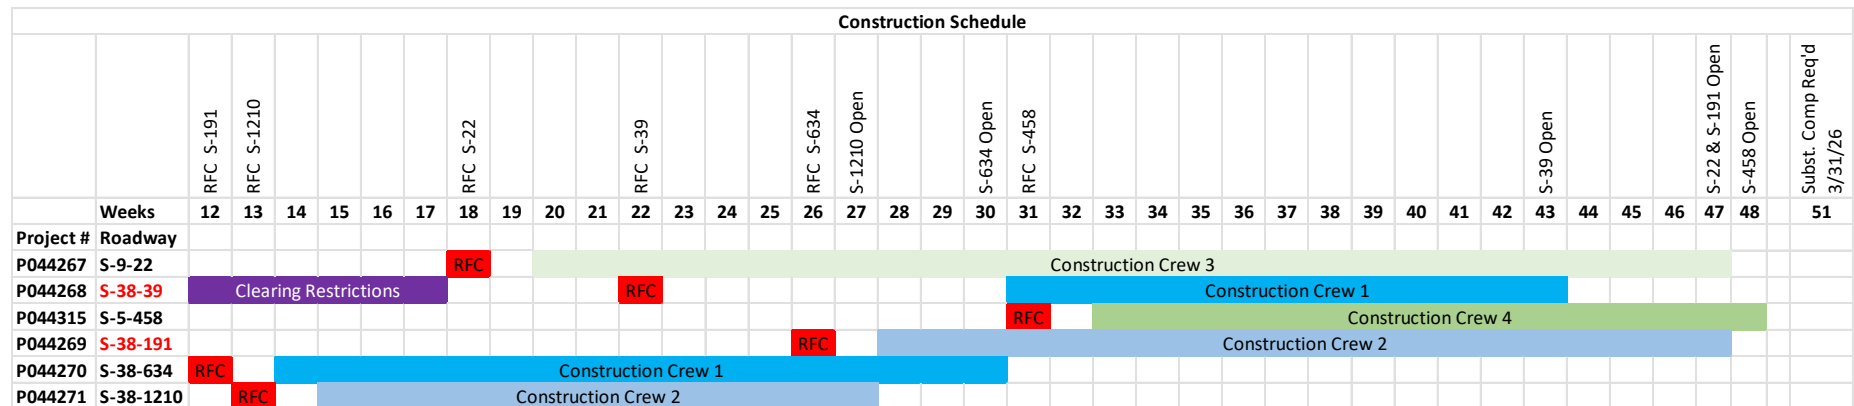 Construction Schedule
RFC S-191
RFC S-1210
RFC S-22
RFC S-39
RFC S-634
S-1210 Open
S-634 Open
RFC S-458
S-39 Open
S-22 & S-191 Open
S-458 Open
Subst. Comp Req'd
3/31/26
Weeks 12 13 14 15 16 17 18 19 20 21 22 23 24 25 26 27 28 29 30 31 32 33 34 35 36 37 38 39 40 41 42 43 44 45 46 47 48 51
Project # Roadway
P044267 S-9-22 RFC Construction Crew 3
P044268 S-38-39 Clearing Restrictions RFC Construction Crew 1
P044315 S-5-458 RFC Construction Crew 4
P044269 S-38-191 RFC Construction Crew 2
P044270 S-38-634 RFC Construction Crew 1
P044271 S-38-1210 RFC Construction Crew 2